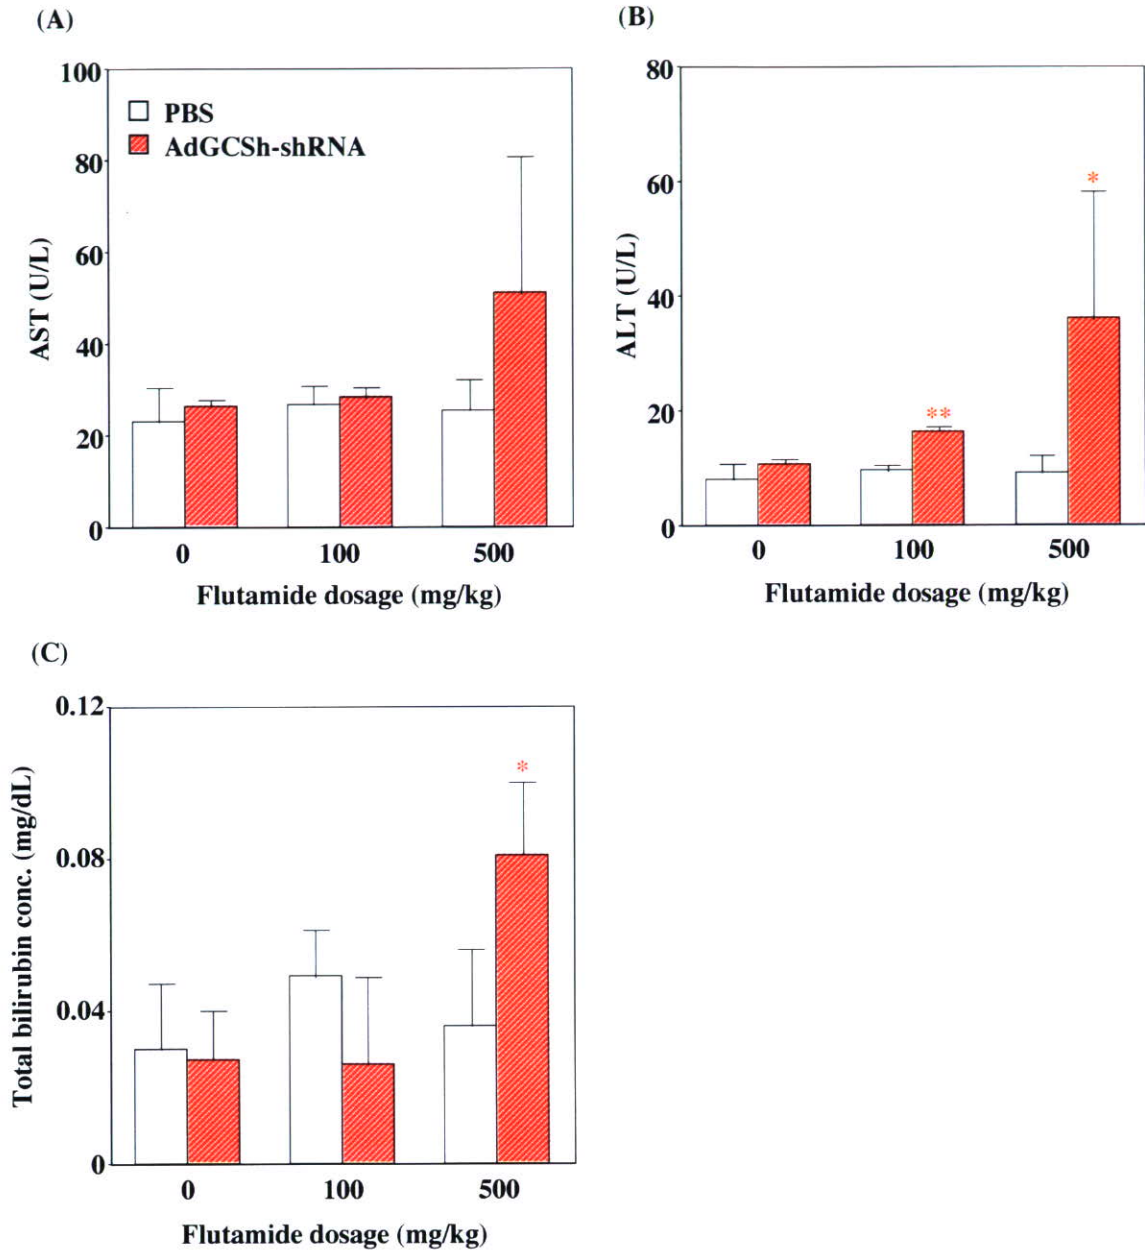 (A)
100
80
60
40
20
0
AST (U/L)
PBS
AdGCSh-shRNA
0 100 500
Flutamide dosage (mg/kg)
(B)
80
60
40
20
0
ALT (U/L)
**
*
0 100 500
Flutamide dosage (mg/kg)
(C)
0.12
0.08
0.04
0
Total bilirubin conc. (mg/dL)
*
0 100 500
Flutamide dosage (mg/kg)